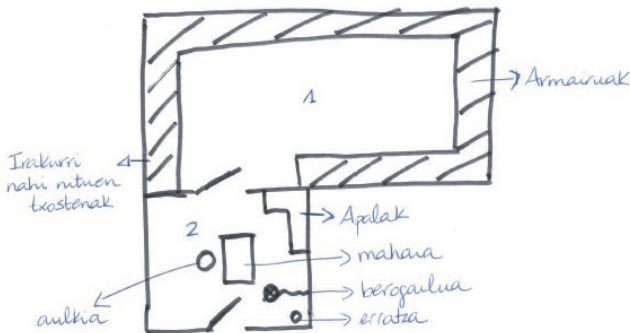 1
Armairuak
Irakurri
nahi nituen
txostenak
2
Apalak
mahaia
aulkia
berogailua
erratza